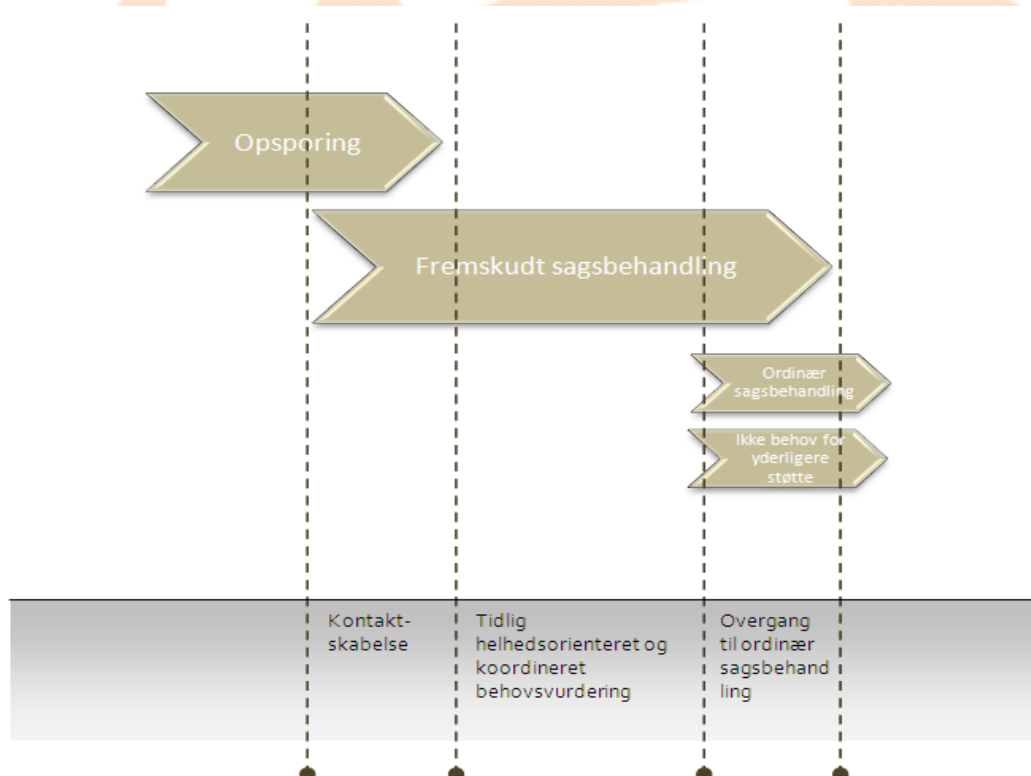 Opsporing
Fremskudt sagsbehandling
Ordinær
sagsbehandling
Ikke behov for
yderligere
støtte
Kontakt-
skabelse
Tidlig
helhedsorienteret og
koordineret
behovsvurdering
Overgang
til ordinær
sagsbehand
ling